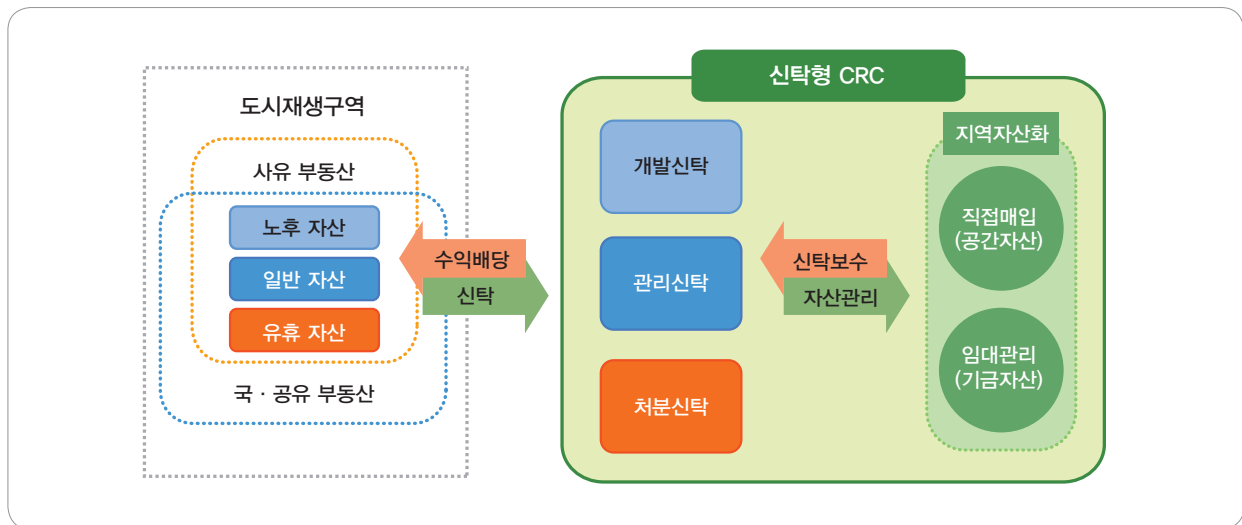 도시재생구역
사유 부동산
노후 자산
일반 자산
유휴 자산
국 · 공유 부동산
수익배당
신탁
신탁형 CRC
개발신탁
관리신탁
처분신탁
신탁보수
자산관리
지역자산화
직접매입
(공간자산)
임대관리
(기금자산)